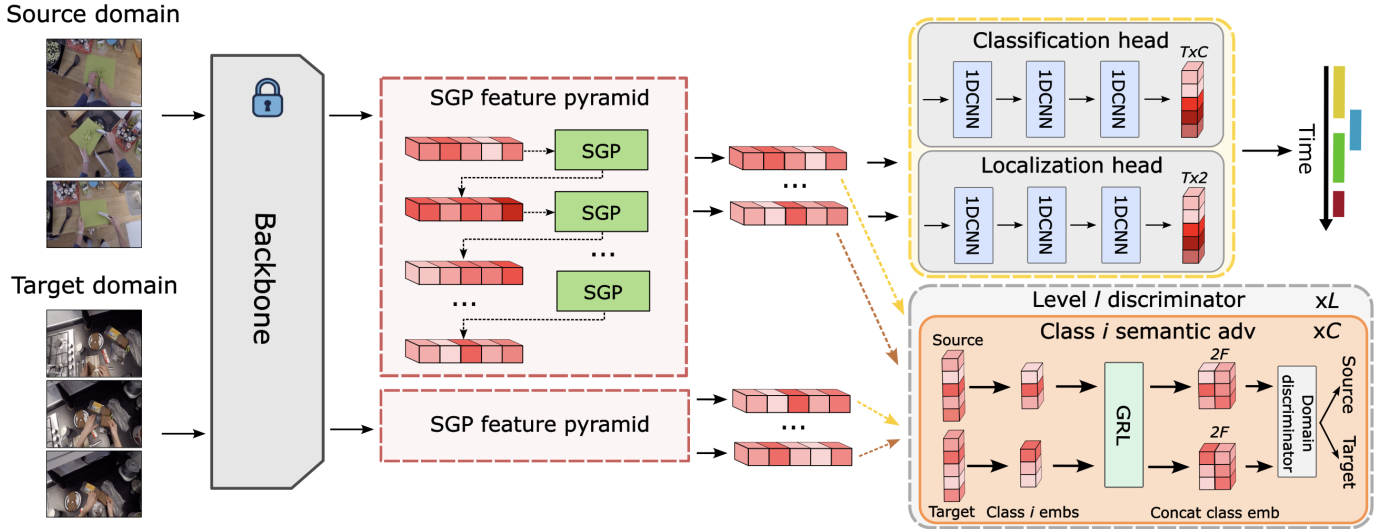 Source domain
Target domain
Backbone
SGP feature pyramid
SGP
SGP
...
SGP
...
SGP feature pyramid
...
...
Classification head
1DCNN
1DCNN
1DCNN
TxC
Localization head
1DCNN
1DCNN
1DCNN
Tx2
Time
Level l discriminator
xL
Class i semantic adv
xC
Source
GRL
2F
2F
Domain
discriminator
Source
Target
Target
Class i embs
Concat class emb